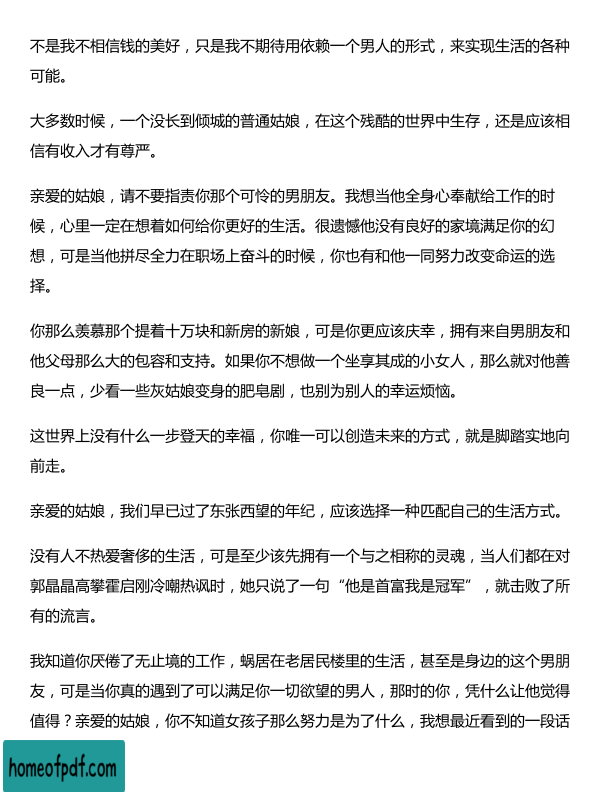 不是我不相信钱的美好，只是我不期待用依赖一个男人的形式，来实现生活的各种
可能。
大多数时候，一个没长到倾城的普通姑娘，在这个残酷的世界中生存，还是应该相
信有收入才有尊严。
亲爱的姑娘，请不要指责你那个可怜的男朋友。我想当他全身心奉献给工作的时
候，心里一定在想着如何给你更好的生活。很遗憾他没有良好的家境满足你的幻
想，可是当他拼尽全力在职场上奋斗的时候，你也有和他一同努力改变命运的选
择。
你那么羡慕那个提着十万块和新房的新娘，可是你更应该庆幸，拥有来自男朋友和
他父母那么大的包容和支持。如果你不想做一个坐享其成的小女人，那么就对他善
良一点，少看一些灰姑娘变身的肥皂剧，也别为别人的幸运烦恼。
这世界上没有什么一步登天的幸福，你唯一可以创造未来的方式，就是脚踏实地向
前走。
亲爱的姑娘，我们早已过了东张西望的年纪，应该选择一种匹配自己的生活方式。
没有人不热爱奢侈的生活，可是至少该先拥有一个与之相称的灵魂，当人们都在对
郭晶晶高攀霍启刚冷嘲热讽时，她只说了一句“他是首富我是冠军”，就击败了所
有的流言。
我知道你厌倦了无止境的工作，蜗居在老居民楼里的生活，甚至是身边的这个男朋
友，可是当你真的遇到了可以满足你一切欲望的男人，那时的你，凭什么让他觉得
值得？亲爱的姑娘，你不知道女孩子那么努力是为了什么，我想最近看到的一段话
homeofpdf.com